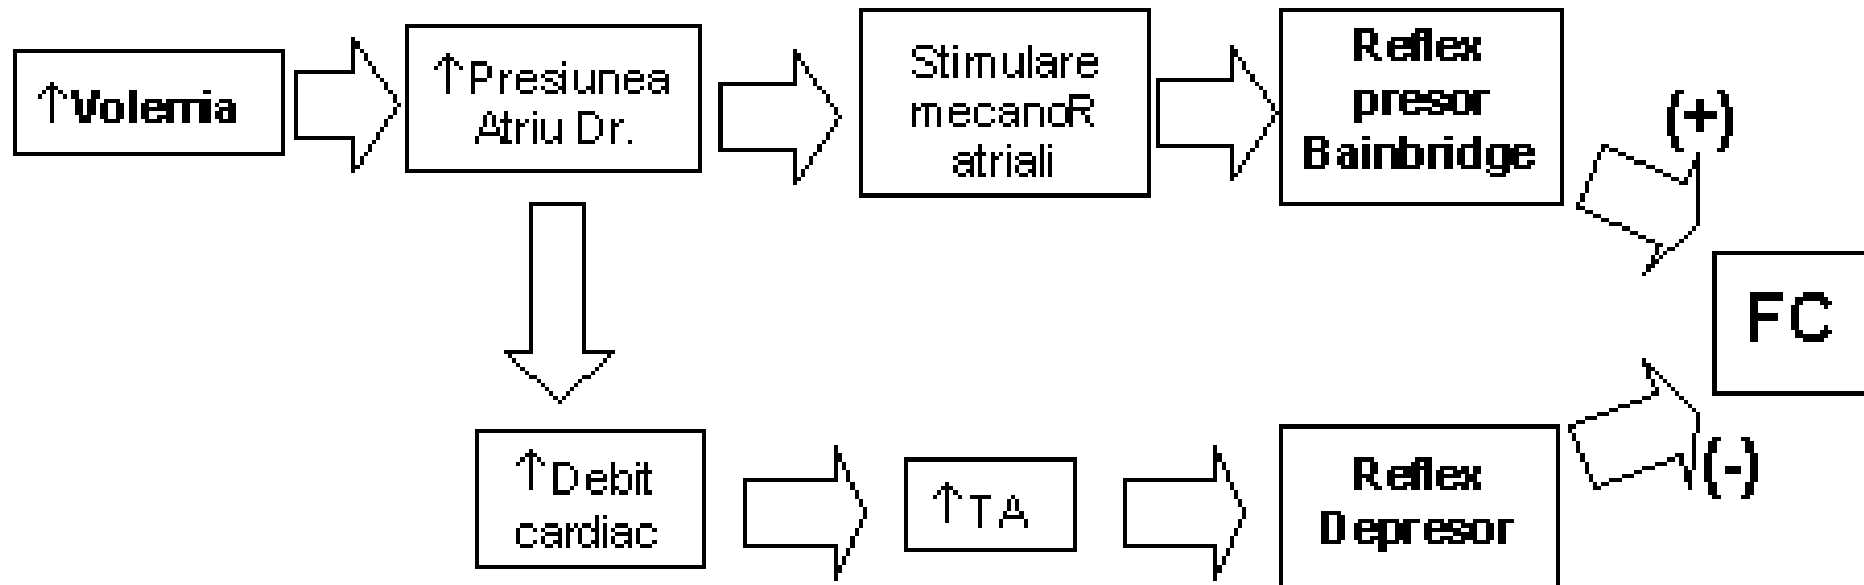 ↑Volemia
↑Presiunea
Atriu Dr.
Stimulare
mecanoR
atriali
Reflex
presor
Bainbridge
(+)
FC
↑Debit
cardiac
↑TA
Reflex
Depresor
(-)